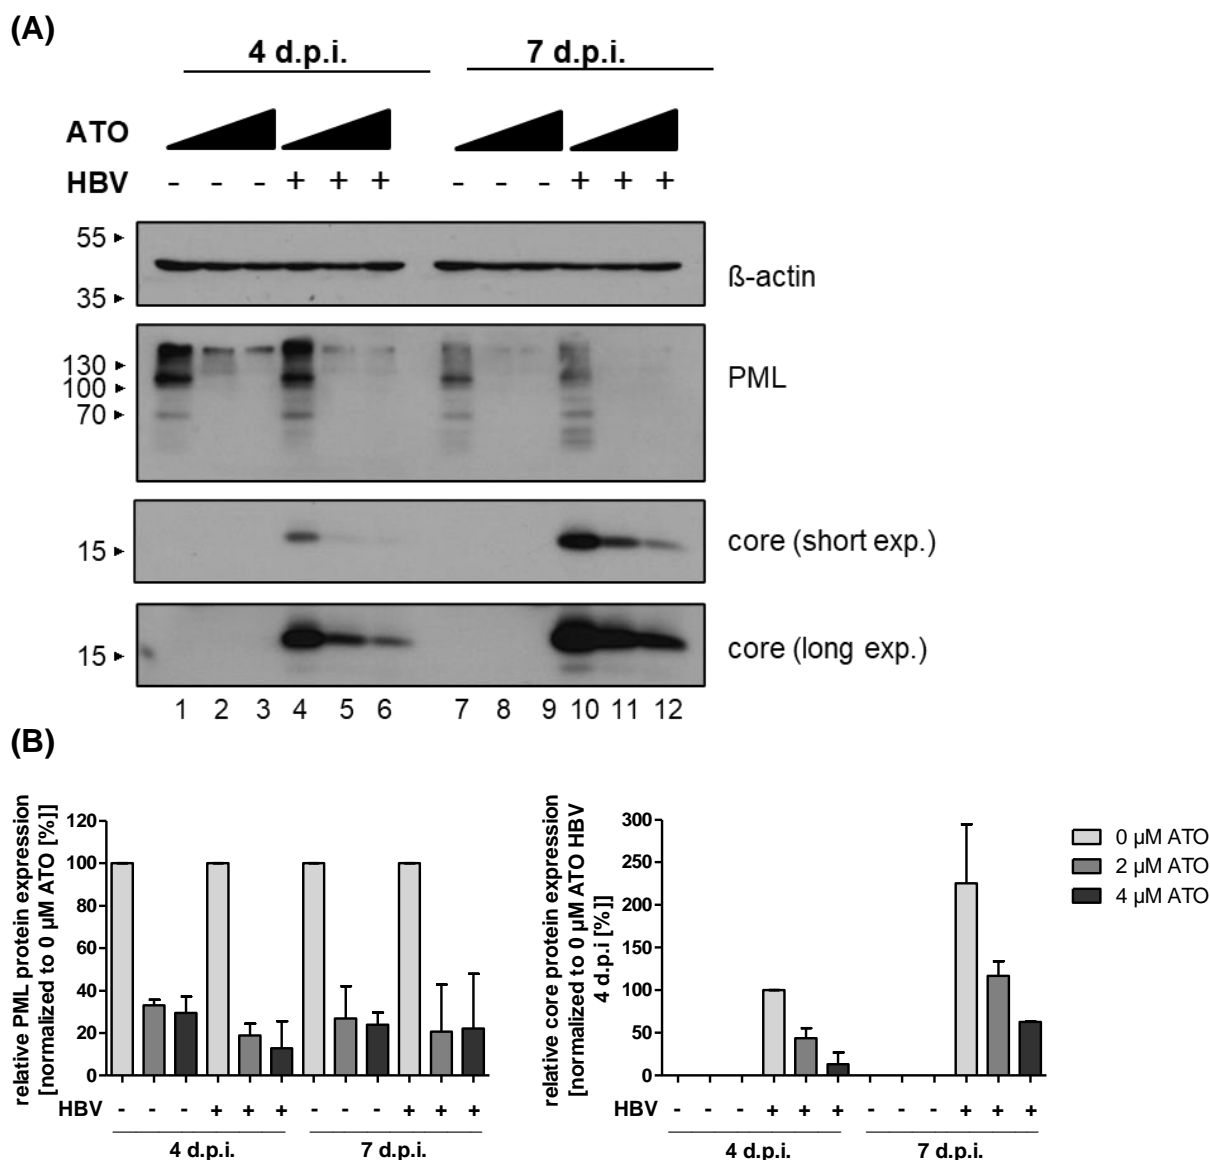 (A)
4 d.p.i. 7 d.p.i.
ATO
HBV - - - + + + - - - + + +
55
35
ß-actin
130
100
70
PML
15
core (short exp.)
15
core (long exp.)
1 2 3 4 5 6 7 8 9 10 11 12
(B)
relative PML protein expression
[normalized to 0 µM ATO [%]]
120
100
80
60
40
20
0
HBV - - - + + + - - - + + +
4 d.p.i. 7 d.p.i.
relative core protein expression
[normalized to 0 µM ATO HBV
4 d.p.i [%]]
300
250
200
150
100
50
0
HBV - - - + + + - - - + + +
4 d.p.i. 7 d.p.i.
0 µM ATO
2 µM ATO
4 µM ATO